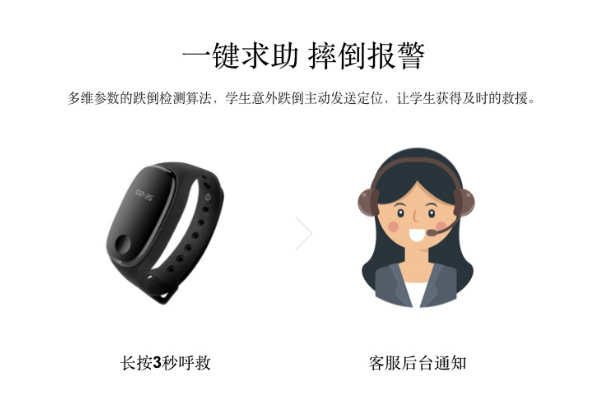 一键求助 摔倒报警
多维参数的跌倒检测算法，学生意外跌倒主动发送定位，让学生获得及时的救援。
02:35
长按3秒呼救
客服后台通知